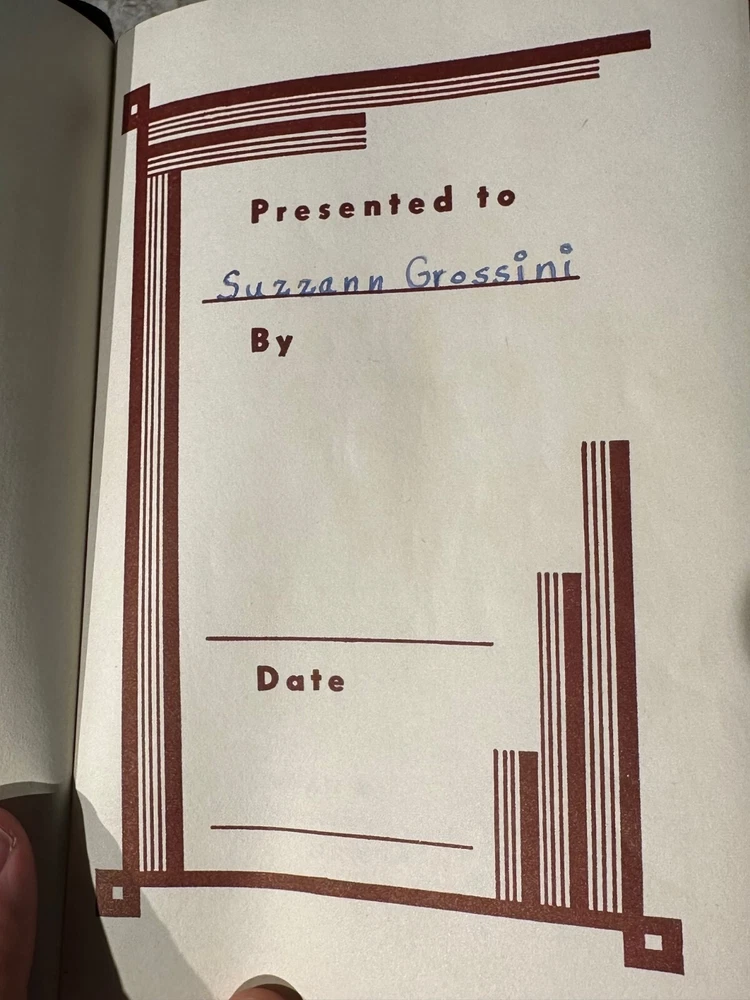 Presented to
Suzzann Grossini
By
Date